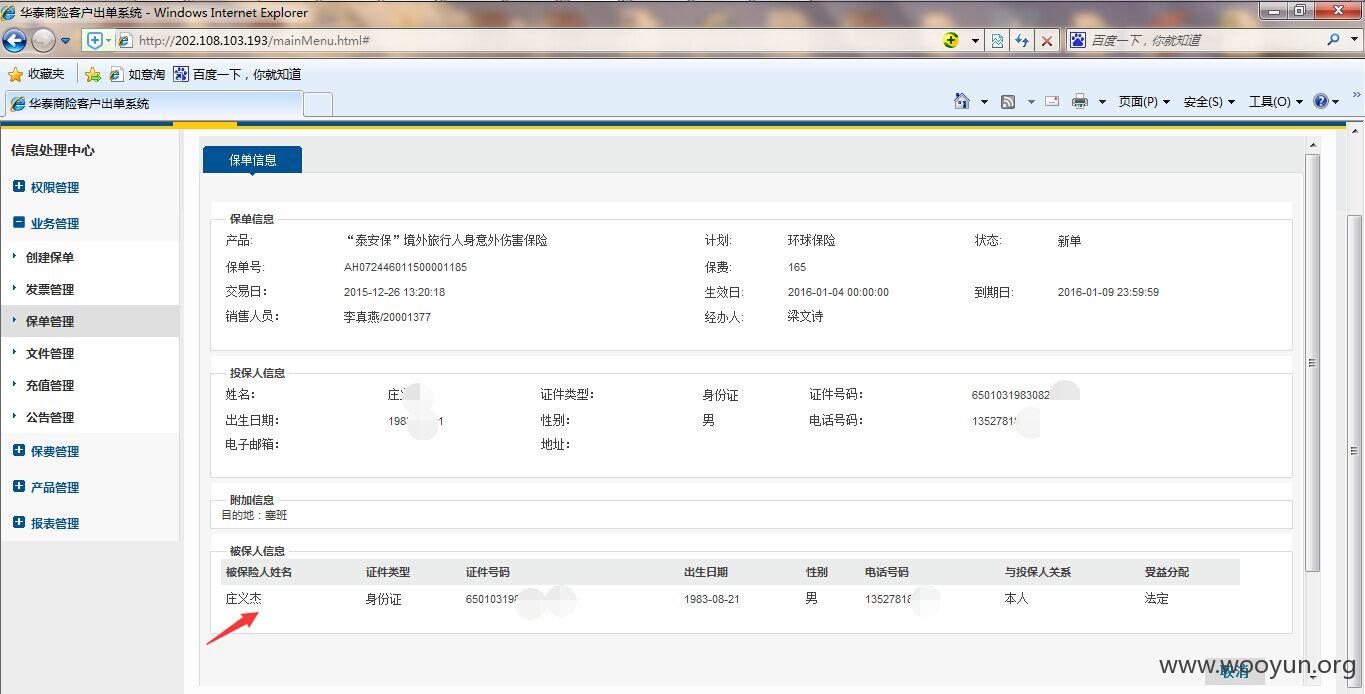 华泰商险客户出单系统 - Windows Internet Explorer
http://202.108.103.193/mainMenu.html#
百度一下，你就知道
收藏夹 如意淘 百度一下，你就知道
华泰商险客户出单系统
页面(P) 安全(S) 工具(O)
信息处理中心
权限管理
业务管理
创建保单
发票管理
保单管理
文件管理
充值管理
公告管理
保费管理
产品管理
报表管理
保单信息
保单信息
产品: “泰安保”境外旅行人身意外伤害保险 计划: 环球保险 状态: 新单
保单号: AH072446011500001185 保费: 165
交易日: 2015-12-26 13:20:18 生效日: 2016-01-04 00:00:00 到期日: 2016-01-09 23:59:59
销售人员: 李真燕/20001377 经办人: 梁文诗
投保人信息
姓名: 庄 证件类型: 身份证 证件号码: 6501031983082
出生日期: 198 1 性别: 男 电话号码: 1352781
电子邮箱: 地址:
附加信息
目的地：塞班
被保人信息
被保险人姓名 证件类型 证件号码 出生日期 性别 电话号码 与投保人关系 受益分配
庄义杰 身份证 65010319 1983-08-21 男 1352781 本人 法定
取消
www.wooyun.org